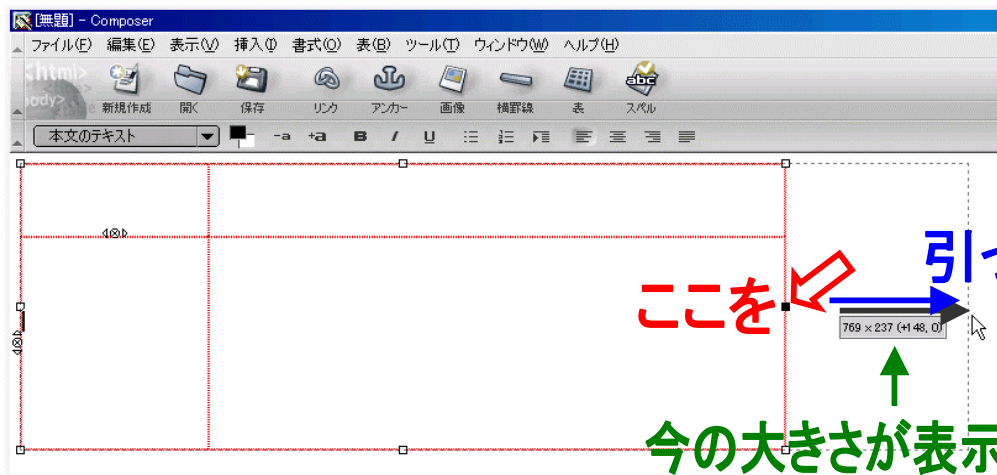 [無題] - Composer
ファイル(F) 編集(E) 表示(V) 挿入(I) 書式(O) 表(B) ツール(T) ウィンドウ(W) ヘルプ(H)
<html>
body>
新規作成 開く 保存 リンク アンカー 画像 横罫線 表 スペル
abc
本文のテキスト -a +a B I U
引っ
ここを
769 x 237 (+148, 0)
今の大きさが表示